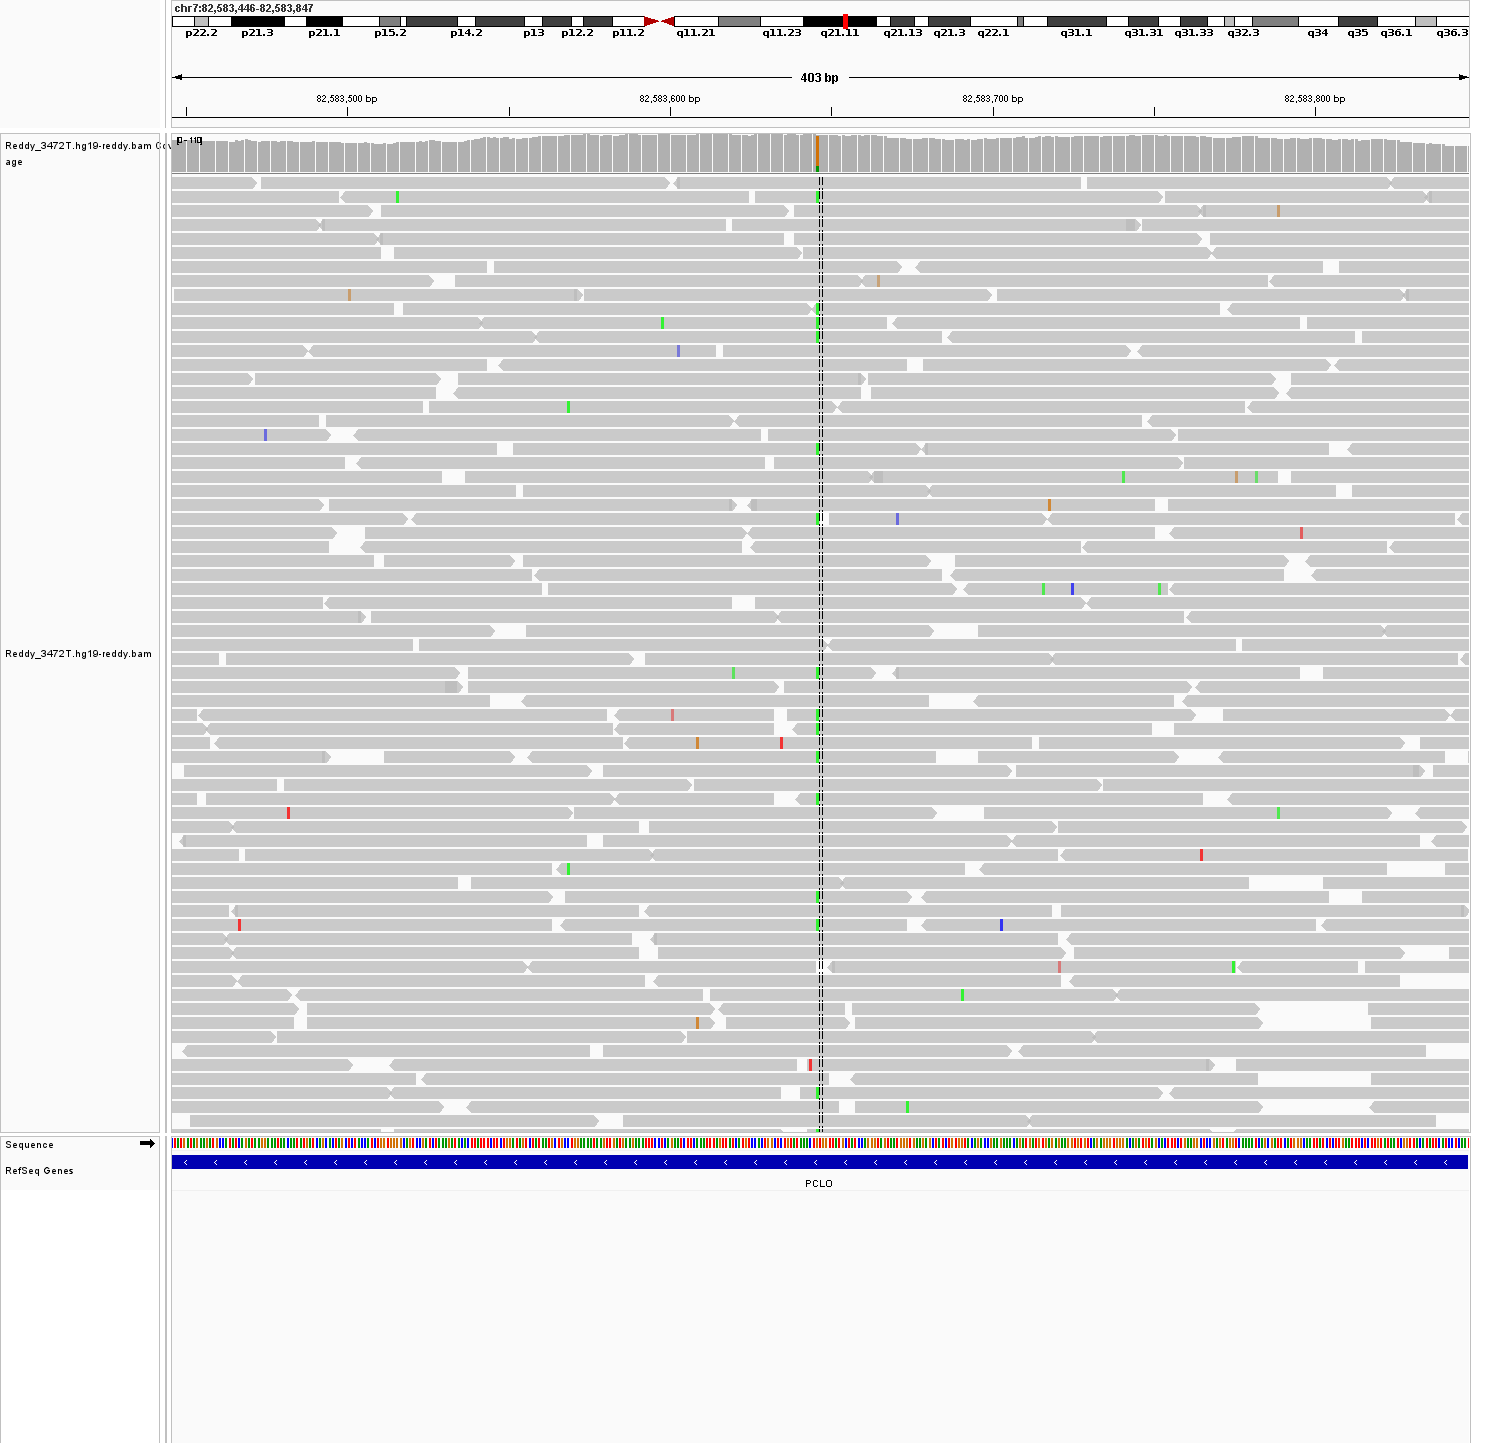 chr7:82,583,446-82,583,847
p22.2 p21.3 p21.1 p15.2 p14.2 p13 p12.2 p11.2 q11.21 q11.23 q21.11 q21.13 q21.3 q22.1 q31.1 q31.31 q31.33 q32.3 q34 q35 q36.1 q36.3
403 bp
82,583,500 bp 82,583,600 bp 82,583,700 bp 82,583,800 bp
Reddy_3472T.hg19-reddy.bam
age
Reddy_3472T.hg19-reddy.bam
Sequence
RefSeq Genes
PCLO